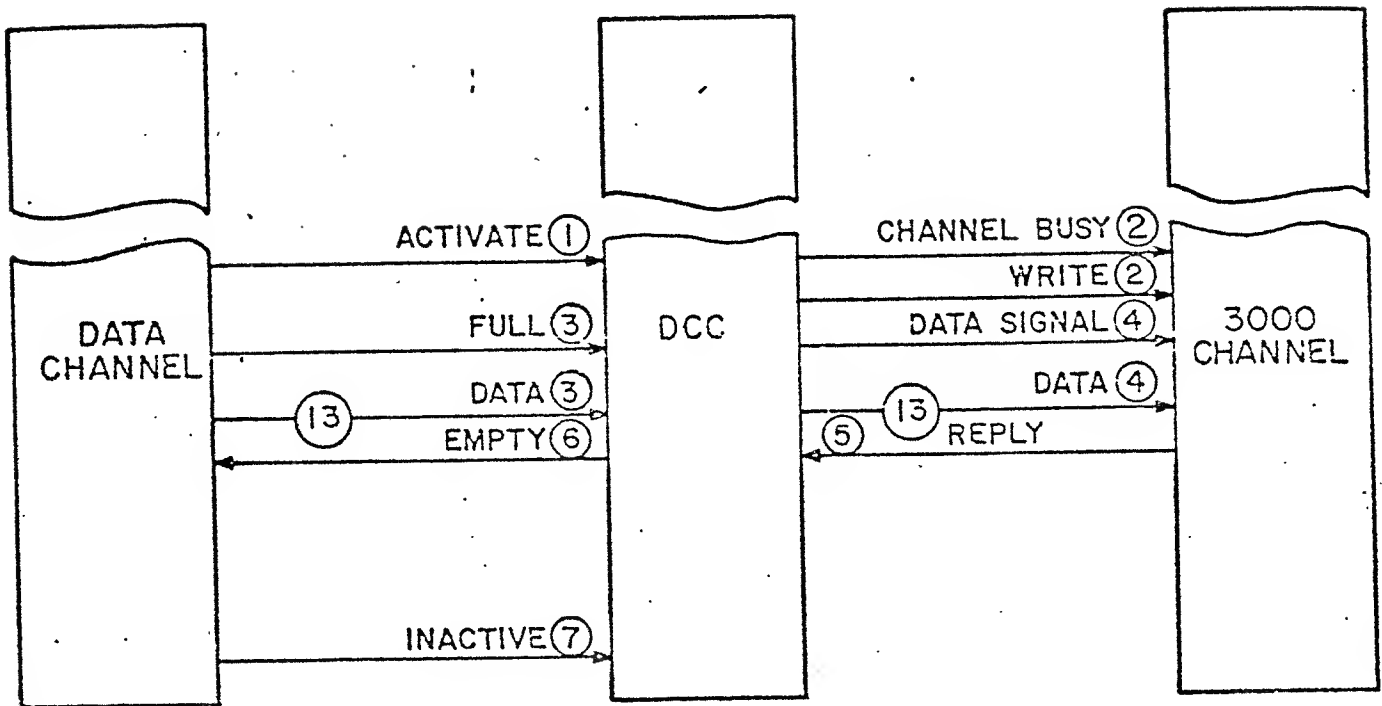 ACTIVATE ①
CHANNEL BUSY ②
WRITE ②
DATA
CHANNEL
FULL ③
DCC
DATA SIGNAL ④
3000
CHANNEL
DATA ③
DATA ④
13
13
EMPTY ⑥
⑤ REPLY
INACTIVE ⑦